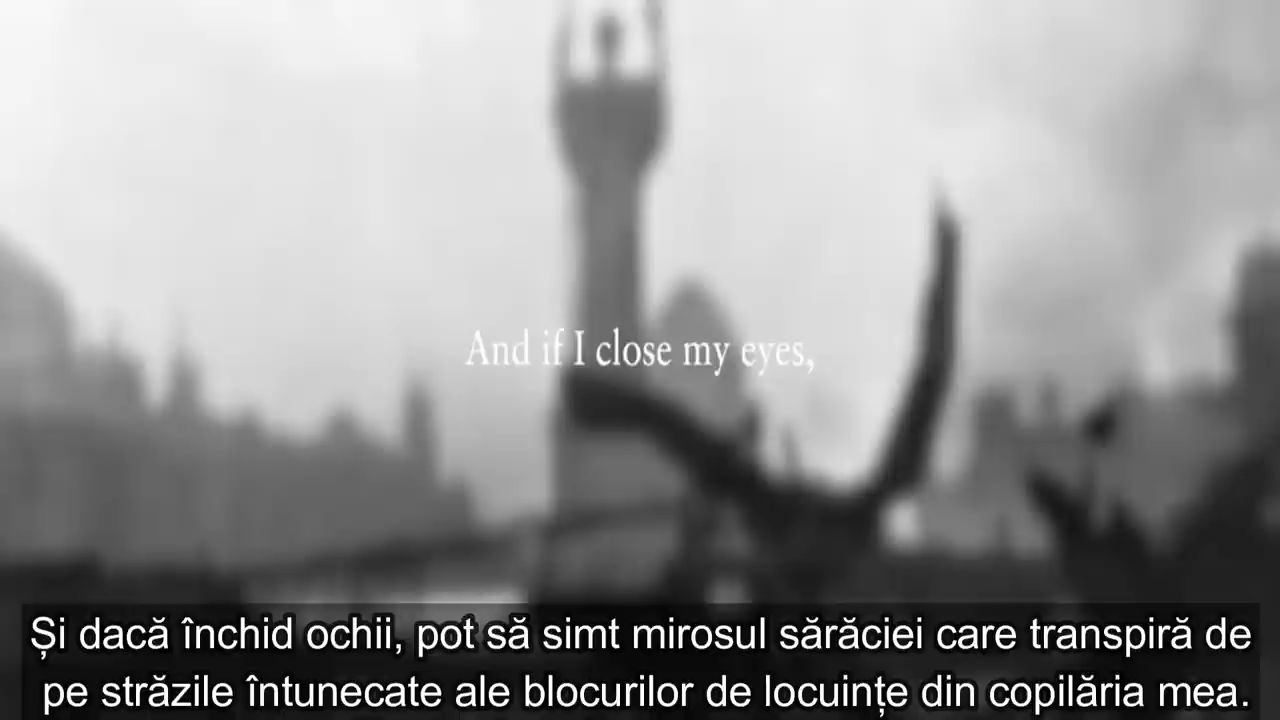 And if I close my eyes,
Și dacă închid ochii, pot să simt mirosul sărăciei care transpiră de
pe străzile întunecate ale blocurilor de locuințe din copilăria mea.